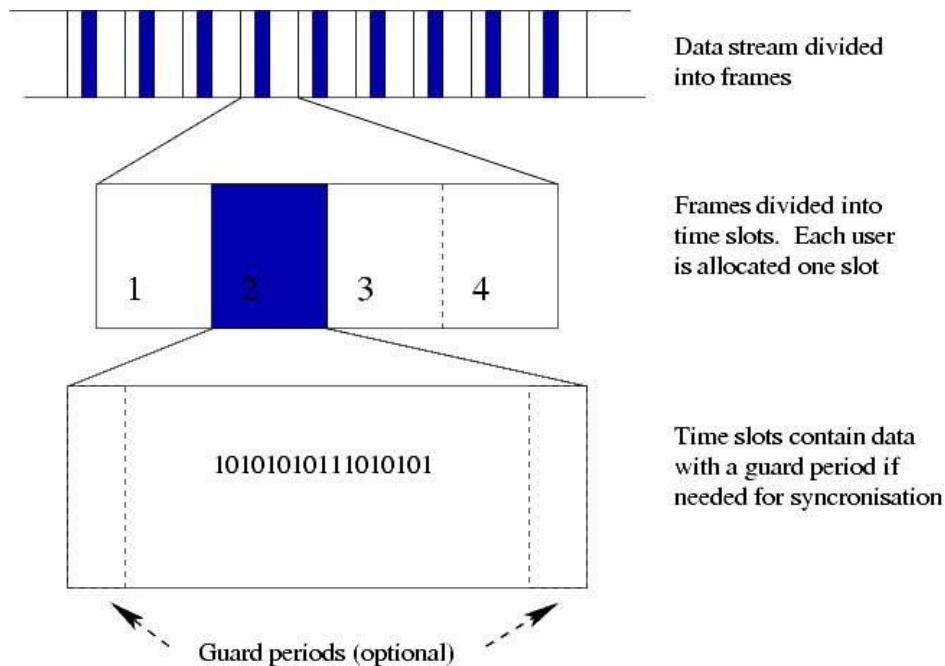 Data stream divided
into frames
Frames divided into
time slots. Each user
is allocated one slot
1 2 3 4
Time slots contain data
with a guard period if
needed for syncronisation
10101010111010101
Guard periods (optional)